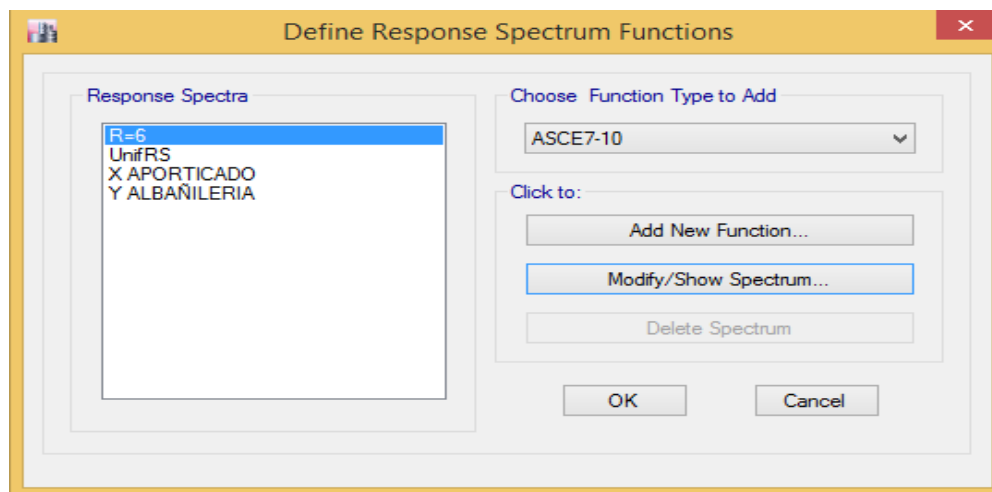 Define Response Spectrum Functions
Response Spectra
R=6
UnifRS
X APORTICADO
Y ALBAÑILERIA
Choose Function Type to Add
ASCE7-10
Click to:
Add New Function...
Modify/Show Spectrum...
Delete Spectrum
OK
Cancel